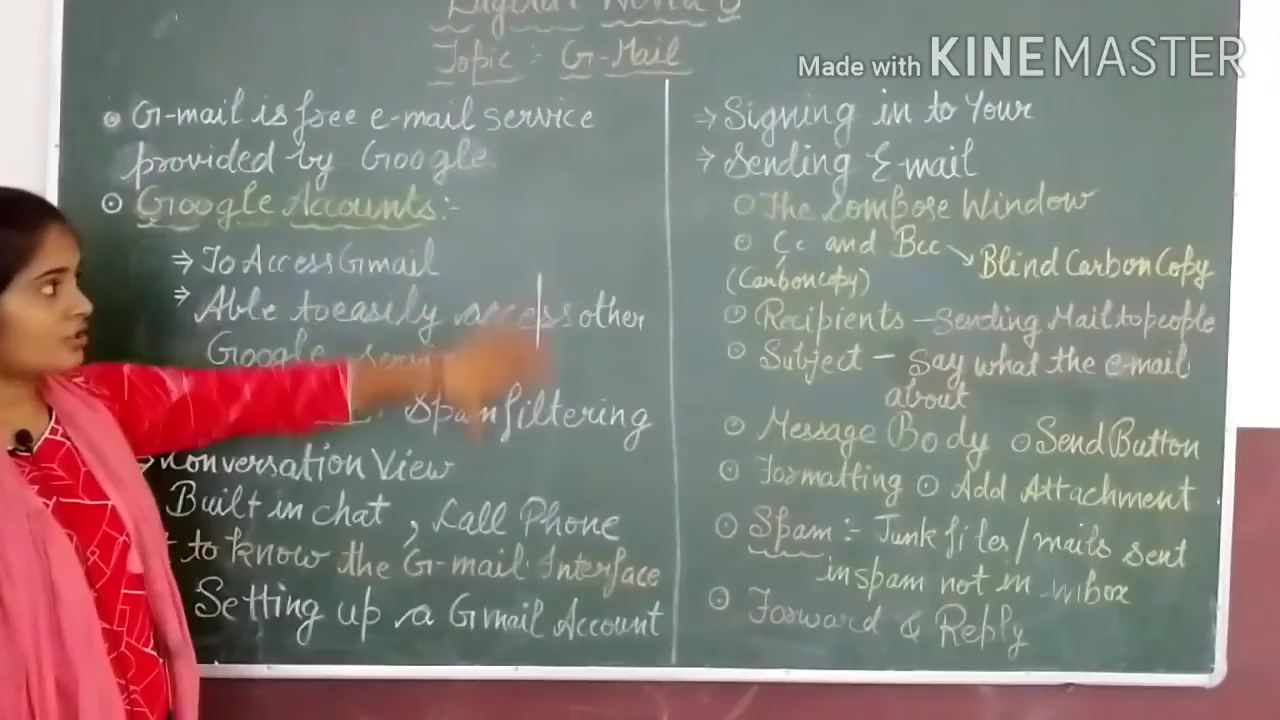 Digital World 6
Topic :- G-Mail
Made with KINEMASTER
G-mail is free e-mail service
provided by Google
Google Accounts :-
⇒ To Access Gmail
⇒ Able to easily access other
Google
Spam filtering
Conversation View
Built in chat, Call Phone
to know the G-mail Interface
Setting up a Gmail Account
→ Signing in to Your
→ Sending E-mail
The compose Window
Cc and Bcc → Blind Carbon Copy
(Carbon copy)
Recipients - Sending Mail to people
Subject - Say what the e-mail
about
Message Body Send Button
Formatting Add Attachment
Spam :- Junk files/mails sent
in spam not in inbox
Forward & Reply